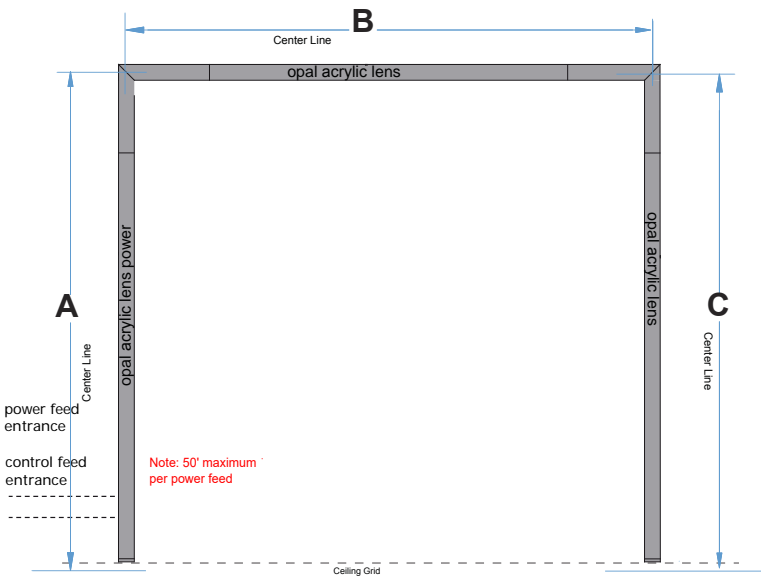 B
Center Line
opal acrylic lens
opal acrylic lens power
opal acrylic lens
A
C
Center Line
Center Line
power feed
entrance
control feed
entrance
Note: 50' maximum
per power feed
Ceiling Grid